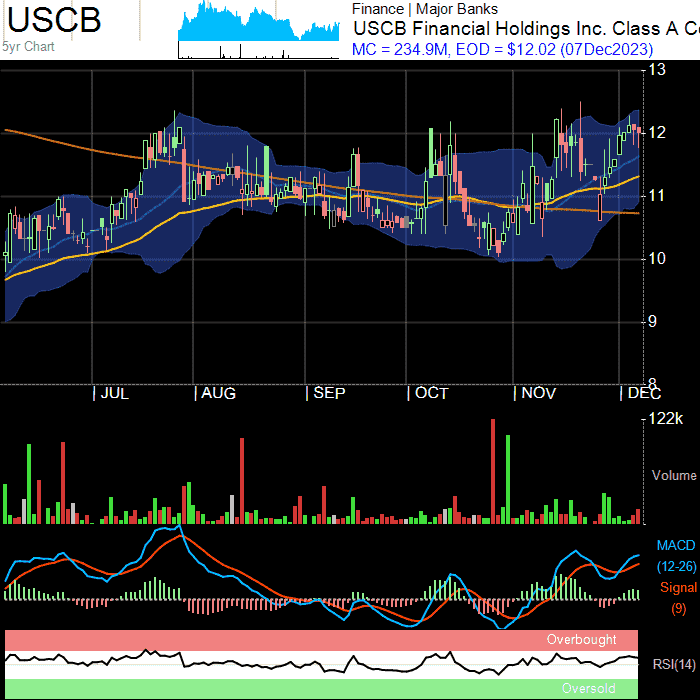 USCB
5yr Chart
Finance | Major Banks
USCB Financial Holdings Inc. Class A Co
MC = 234.9M, EOD = $12.02 (07Dec2023)
13
12
11
10
9
8
JUL
AUG
SEP
OCT
NOV
DEC
122k
Volume
MACD
(12-26)
Signal
(9)
Overbought
RSI(14)
Oversold